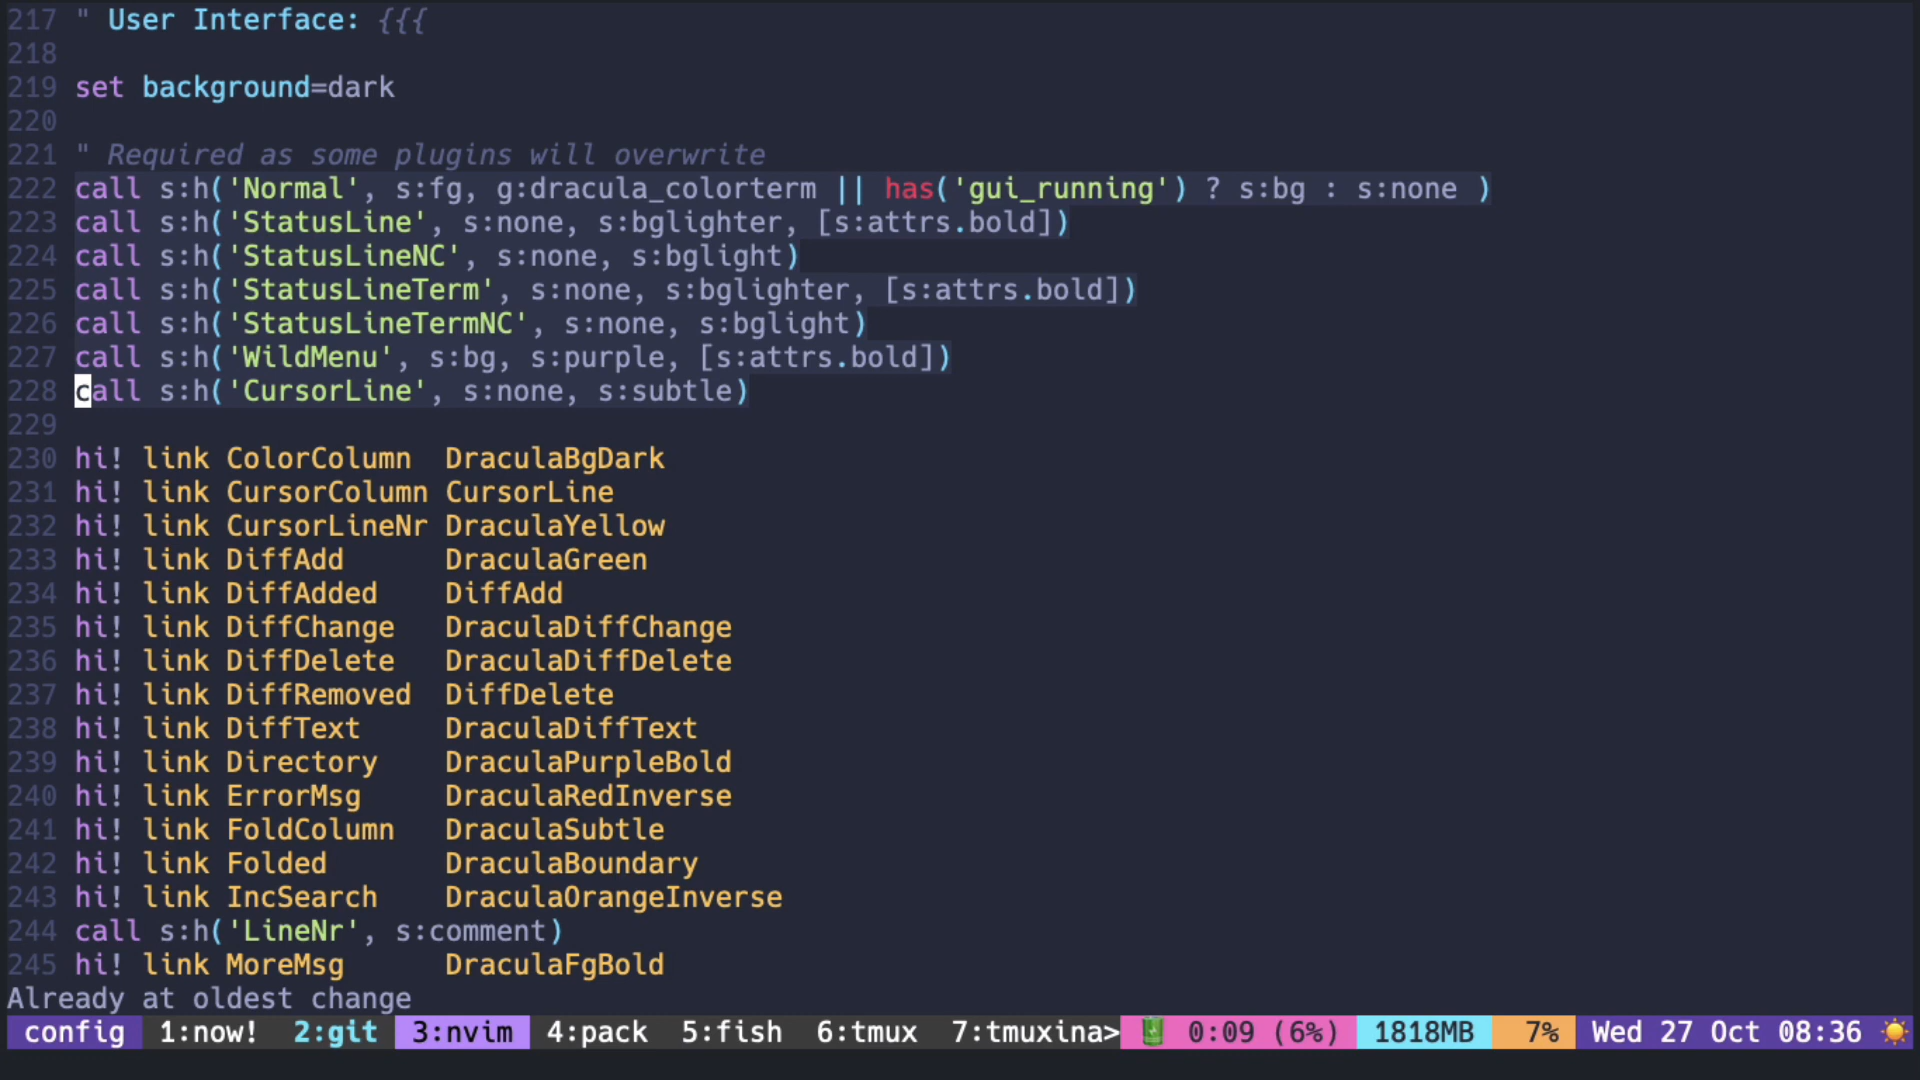 217 " User Interface: {{{
218
219 set background=dark
220
221 " Required as some plugins will overwrite
222 call s:h('Normal', s:fg, g:dracula_colorterm || has('gui_running') ? s:bg : s:none )
223 call s:h('StatusLine', s:none, s:bglighter, [s:attrs.bold])
224 call s:h('StatusLineNC', s:none, s:bglight)
225 call s:h('StatusLineTerm', s:none, s:bglighter, [s:attrs.bold])
226 call s:h('StatusLineTermNC', s:none, s:bglight)
227 call s:h('WildMenu', s:bg, s:purple, [s:attrs.bold])
228 call s:h('CursorLine', s:none, s:subtle)
229
230 hi! link ColorColumn  DraculaBgDark
231 hi! link CursorColumn CursorLine
232 hi! link CursorLineNr DraculaYellow
233 hi! link DiffAdd      DraculaGreen
234 hi! link DiffAdded    DiffAdd
235 hi! link DiffChange   DraculaDiffChange
236 hi! link DiffDelete   DraculaDiffDelete
237 hi! link DiffRemoved  DiffDelete
238 hi! link DiffText     DraculaDiffText
239 hi! link Directory    DraculaPurpleBold
240 hi! link ErrorMsg     DraculaRedInverse
241 hi! link FoldColumn   DraculaSubtle
242 hi! link Folded       DraculaBoundary
243 hi! link IncSearch    DraculaOrangeInverse
244 call s:h('LineNr', s:comment)
245 hi! link MoreMsg      DraculaFgBold
Already at oldest change
config 1:now! 2:git 3:nvim 4:pack 5:fish 6:tmux 7:tmuxina> 0:09 (6%) 1818MB 7% Wed 27 Oct 08:36